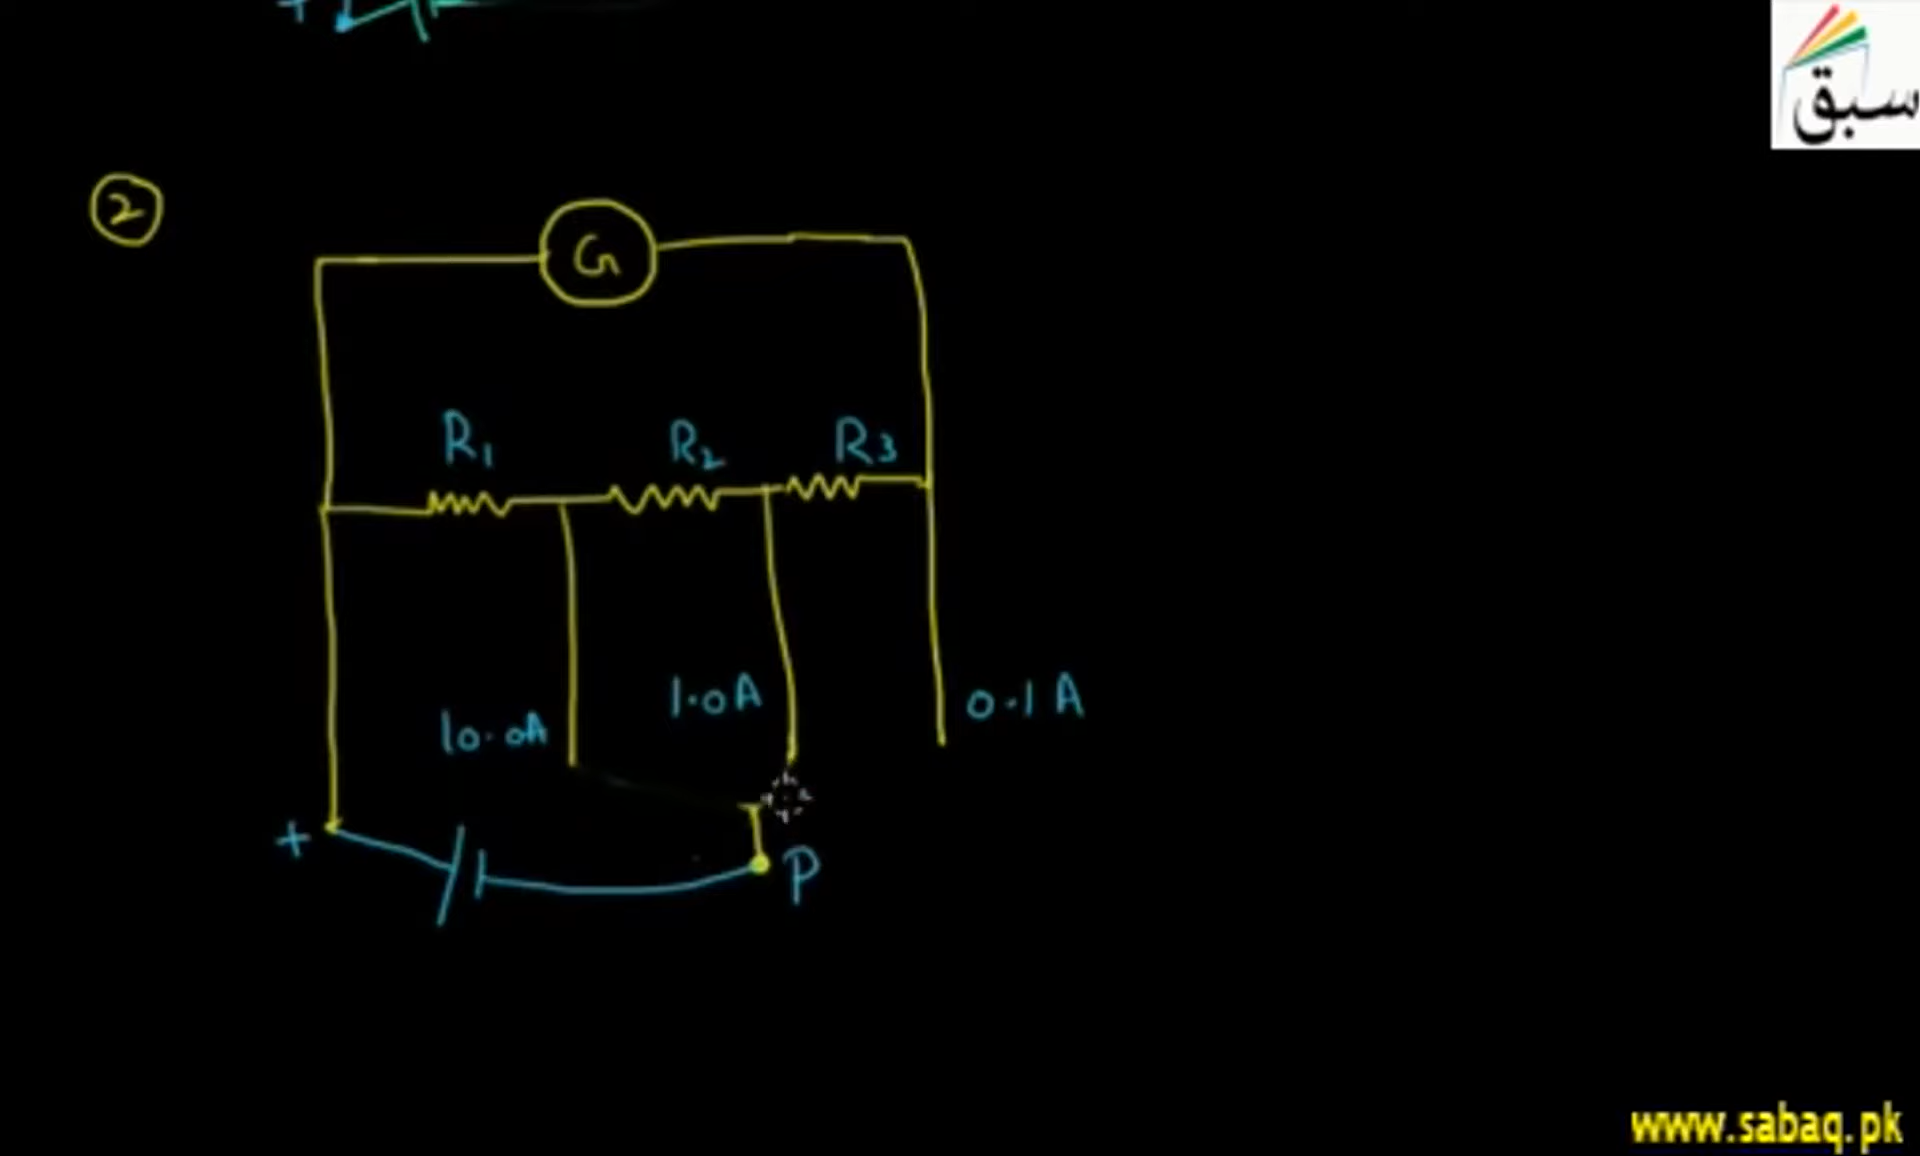 +
سبق
2
G
R1 R2 R3
10.0A 1.0A 0.1A
+ P
www.sabaq.pk